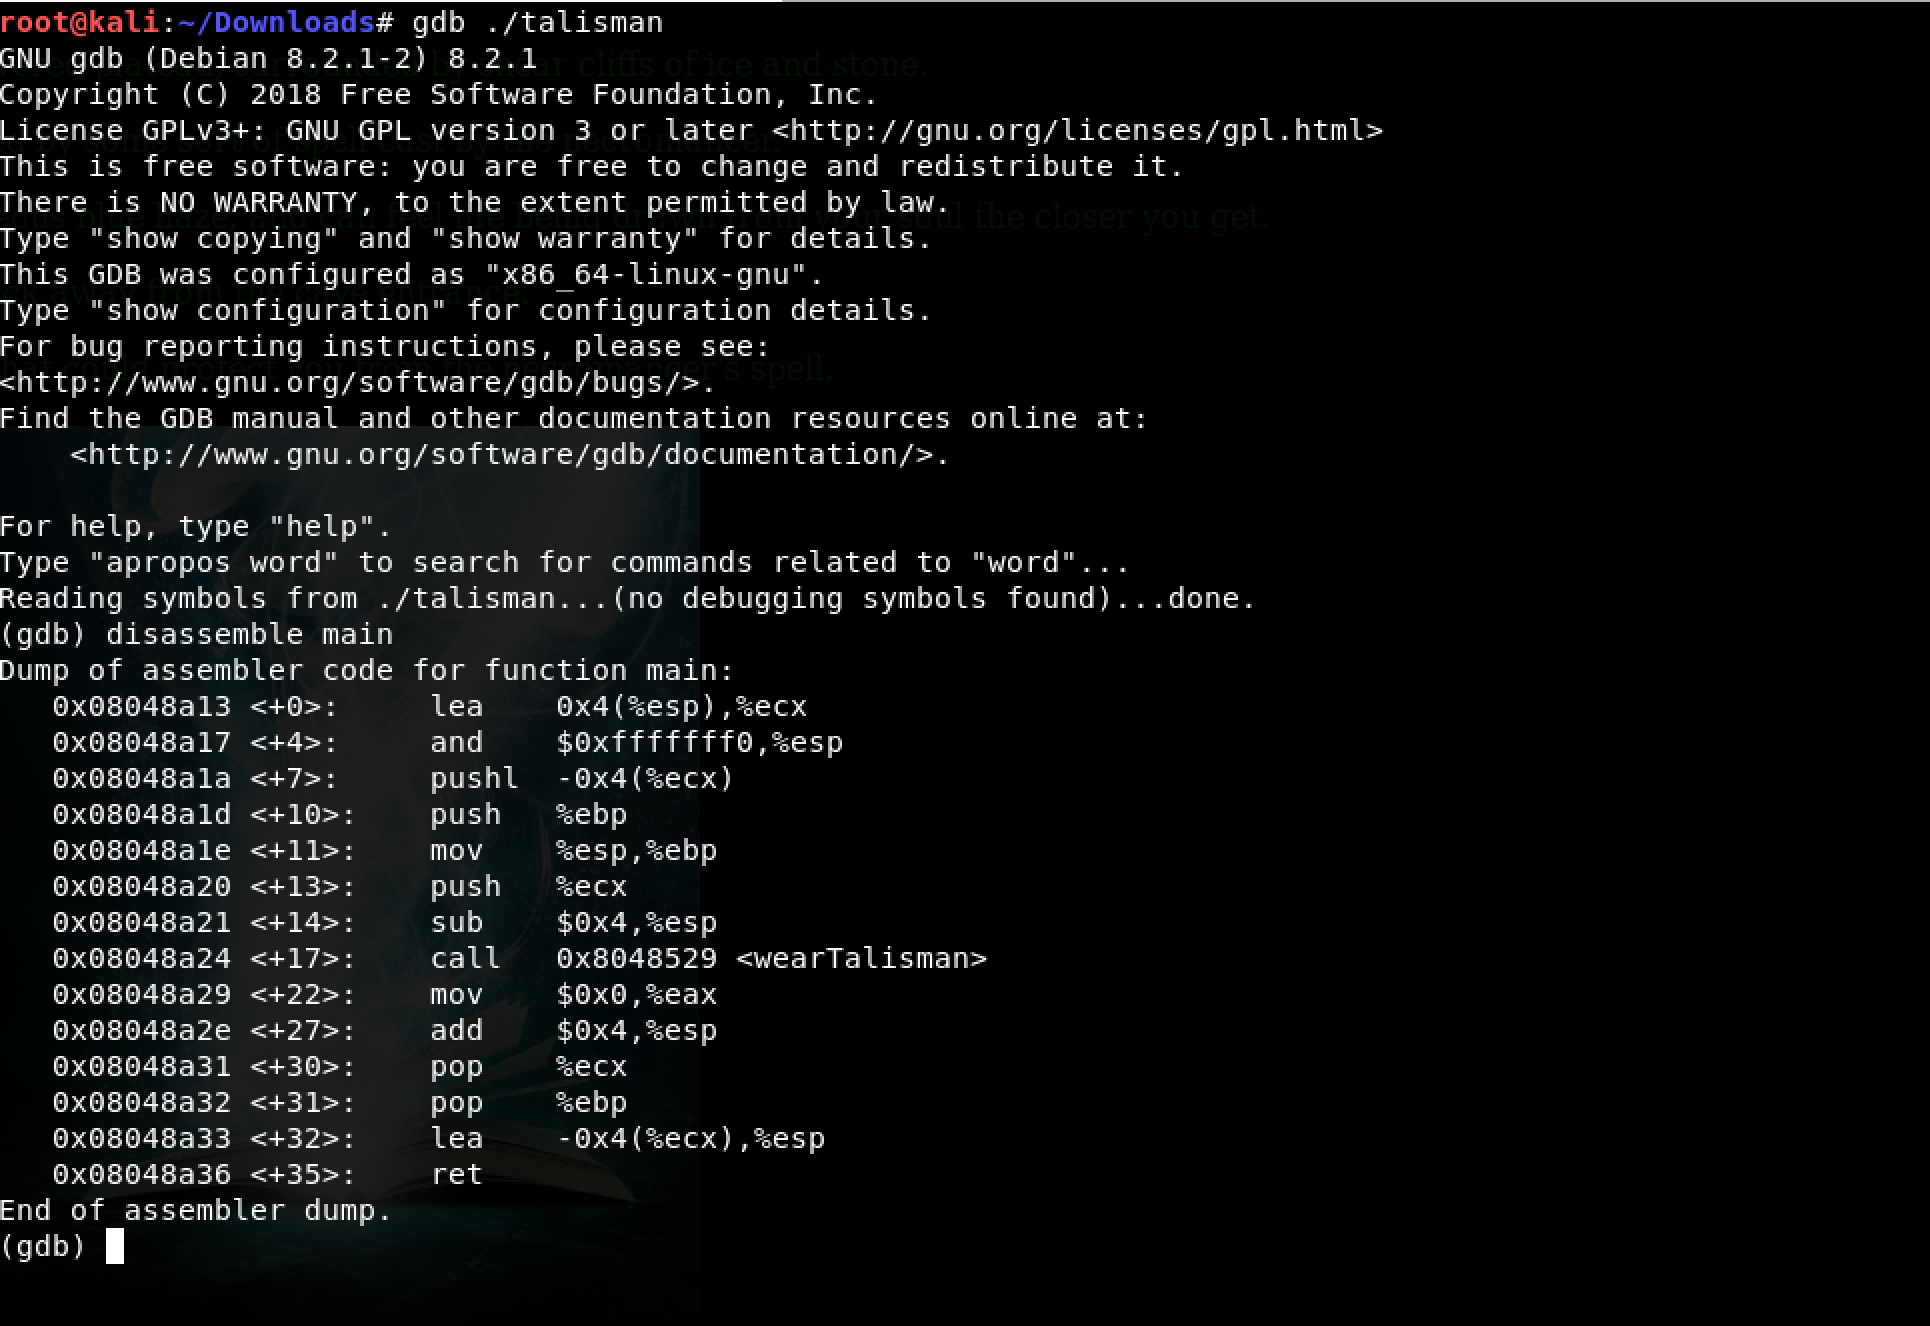 root@kali:~/Downloads# gdb ./talisman
GNU gdb (Debian 8.2.1-2) 8.2.1
Copyright (C) 2018 Free Software Foundation, Inc.
License GPLv3+: GNU GPL version 3 or later <http://gnu.org/licenses/gpl.html>
This is free software: you are free to change and redistribute it.
There is NO WARRANTY, to the extent permitted by law.
Type "show copying" and "show warranty" for details.
This GDB was configured as "x86_64-linux-gnu".
Type "show configuration" for configuration details.
For bug reporting instructions, please see:
<http://www.gnu.org/software/gdb/bugs/>.
Find the GDB manual and other documentation resources online at:
    <http://www.gnu.org/software/gdb/documentation/>.

For help, type "help".
Type "apropos word" to search for commands related to "word"...
Reading symbols from ./talisman...(no debugging symbols found)...done.
(gdb) disassemble main
Dump of assembler code for function main:
   0x08048a13 <+0>:     lea    0x4(%esp),%ecx
   0x08048a17 <+4>:     and    $0xfffffff0,%esp
   0x08048a1a <+7>:     pushl  -0x4(%ecx)
   0x08048a1d <+10>:    push   %ebp
   0x08048a1e <+11>:    mov    %esp,%ebp
   0x08048a20 <+13>:    push   %ecx
   0x08048a21 <+14>:    sub    $0x4,%esp
   0x08048a24 <+17>:    call   0x8048529 <wearTalisman>
   0x08048a29 <+22>:    mov    $0x0,%eax
   0x08048a2e <+27>:    add    $0x4,%esp
   0x08048a31 <+30>:    pop    %ecx
   0x08048a32 <+31>:    pop    %ebp
   0x08048a33 <+32>:    lea    -0x4(%ecx),%esp
   0x08048a36 <+35>:    ret
End of assembler dump.
(gdb)